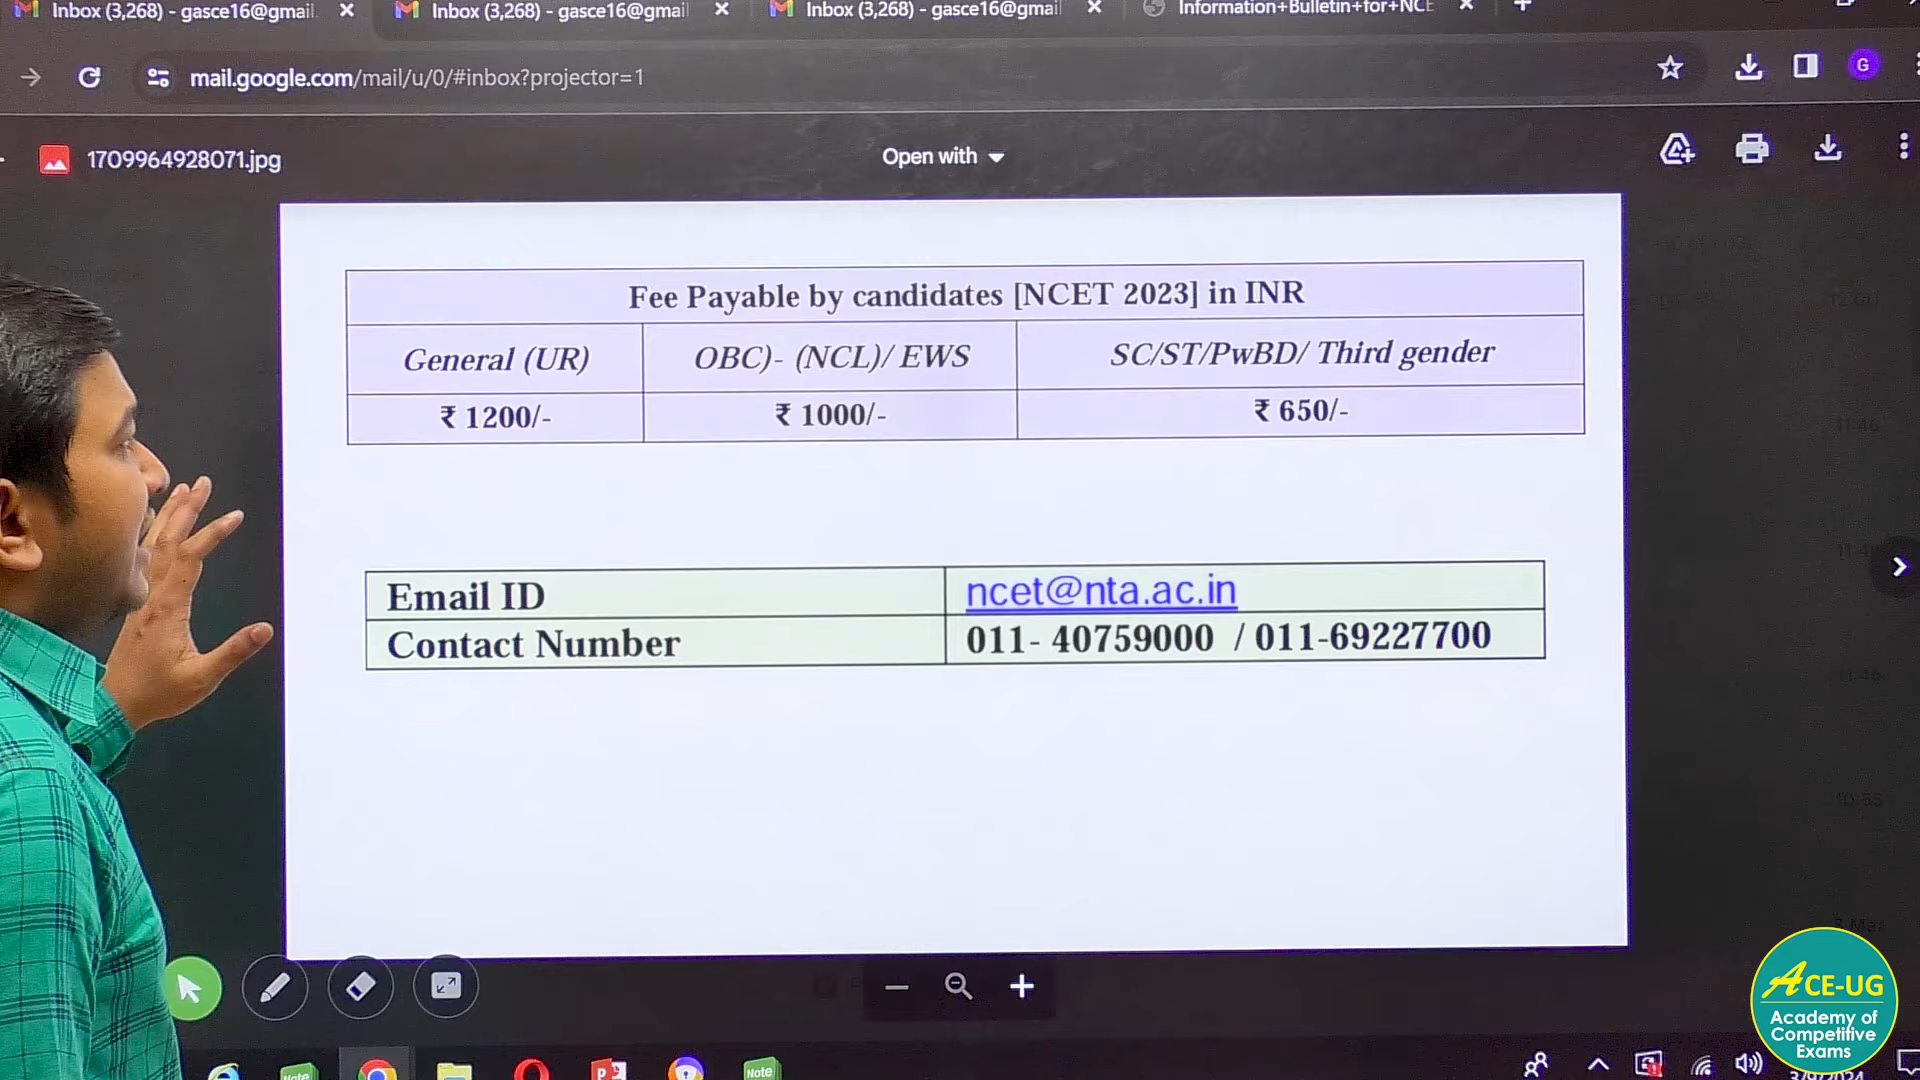 Inbox (3,268) - gasce16@gmail
Inbox (3,268) - gasce16@gmail
Inbox (3,268) - gasce16@gmail
Information+Bulletin+for+NCE
mail.google.com/mail/u/0/#inbox?projector=1
G
1709964928071.jpg
Open with
Fee Payable by candidates [NCET 2023] in INR
General (UR) OBC)- (NCL)/ EWS SC/ST/PwBD/ Third gender
₹ 1200/- ₹ 1000/- ₹ 650/-
Email ID ncet@nta.ac.in
Contact Number 011- 40759000 / 011-69227700
ACE-UG
Academy of
Competitive
Exams
Note
Note